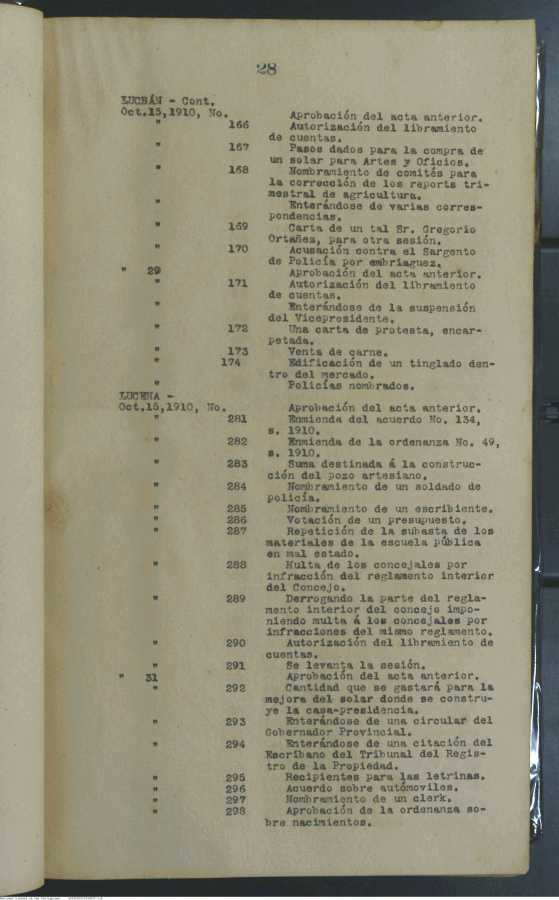 28
LUCBÁN - Cont.
Oct.15,1910, No. Aprobación del acta anterior.
" 166 Autorización del libramiento
de cuentas.
" 167 Pasos dados para la compra de
un solar para Artes y Oficios.
" 168 Nombramiento de comités para
la corrección de los reports tri-
mestral de agricultura.
" Enterándose de varias corres-
pondencias.
" 169 Carta de un tal Sr. Gregorio
Ortañez, para otra sesión.
" 170 Acusación contra el Sargento
de Policía por embriaguez.
" 29 Aprobación del acta anterior.
" 171 Autorización del libramiento
de cuentas.
" Enterándose de la suspensión
del Vicepresidente.
" 172 Una carta de protesta, encar-
petada.
" 173 Venta de carne.
" 174 Edificación de un tinglado den-
tro del mercado.
" Policías nombrados.
LUCENA -
Oct.15,1910, No. Aprobación del acta anterior.
" 281 Enmienda del acuerdo No. 134,
s. 1910.
" 282 Enmienda de la ordenanza No. 49,
s. 1910.
" 283 Suma destinada á la construc-
ción del pozo artesiano.
" 284 Nombramiento de un soldado de
policía.
" 285 Nombramiento de un escribiente.
" 286 Votación de un presupuesto.
" 287 Repetición de la subasta de los
materiales de la escuela pública
en mal estado.
" 288 Multa de los concejales por
infracción del reglamento interior
del Concejo.
" 289 Derrogando la parte del regla-
mento interior del concejo impo-
niendo multa á los concejales por
infracciones del mismo reglamento.
" 290 Autorización del libramiento de
cuentas.
" 291 Se levanta la sesión.
" 31 Aprobación del acta anterior.
" 292 Cantidad que se gastará para la
mejora del solar donde se constru-
ye la casa-presidencia.
" 293 Enterándose de una circular del
Gobernador Provincial.
" 294 Enterándose de una citación del
Escribano del Tribunal del Regis-
tro de la Propiedad.
" 295 Recipientes para las letrinas.
" 296 Acuerdo sobre autómoviles.
" 297 Nombramiento de un clerk.
" 298 Aprobación de la ordenanza so-
bre nacimientos.